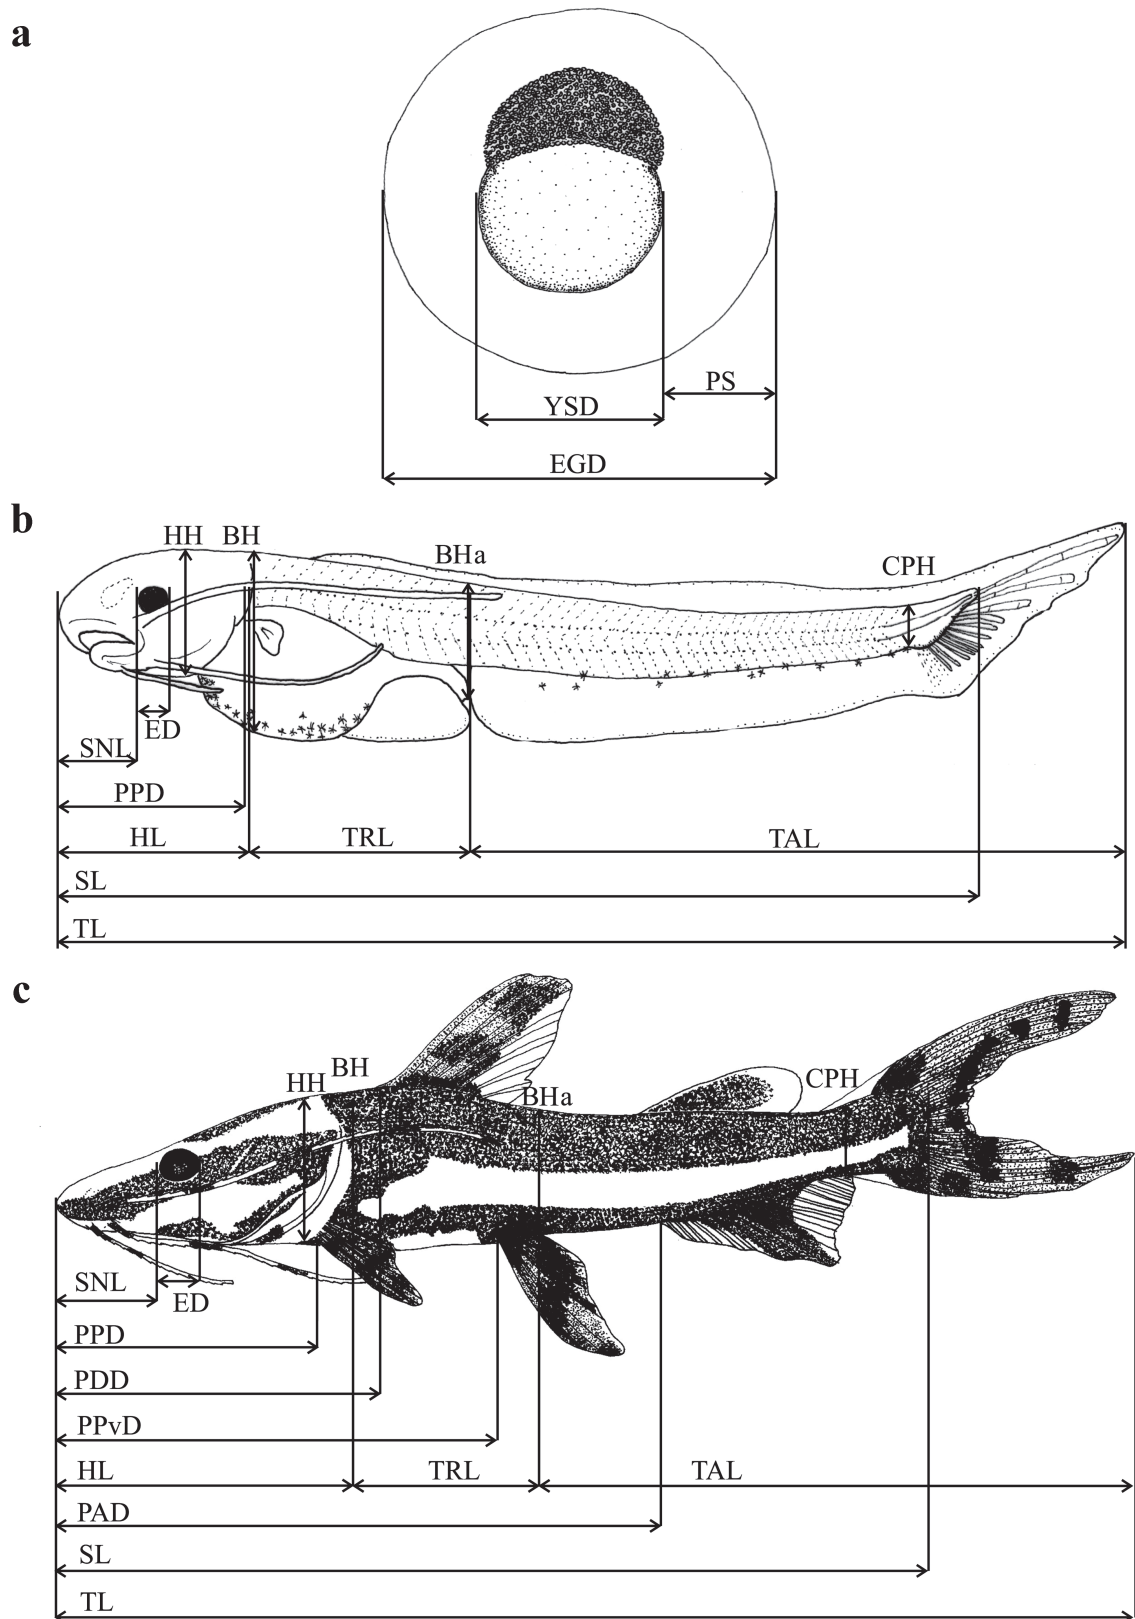 a
PS
YSD
EGD
b
HH BH
BHa
CPH
ED
SNL
PPD
HL TRL TAL
SL
TL
c
BH
HH
BHa
CPH
SNL
ED
PPD
PDD
PPvD
HL TRL TAL
PAD
SL
TL